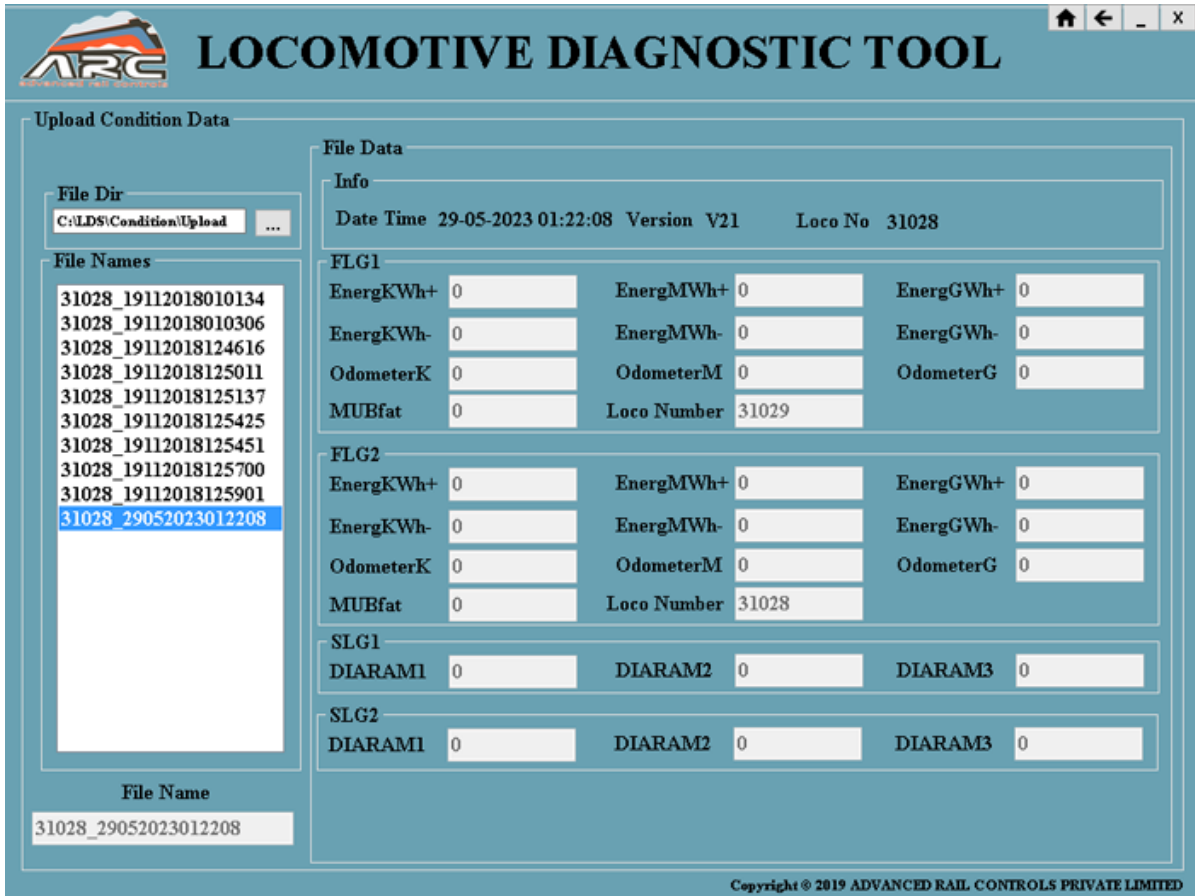 ARC
advanced rail controls
LOCOMOTIVE DIAGNOSTIC TOOL
_ X
Upload Condition Data
File Dir
C:\LDS\Condition\Upload ...
File Names
31028_19112018010134
31028_19112018010306
31028_19112018124616
31028_19112018125011
31028_19112018125137
31028_19112018125425
31028_19112018125451
31028_19112018125700
31028_19112018125901
31028_29052023012208
File Name
31028_29052023012208
File Data
Info
Date Time 29-05-2023 01:22:08 Version V21 Loco No 31028
FLG1
EnergKWh+ 0 EnergMWh+ 0 EnergGWh+ 0
EnergKWh- 0 EnergMWh- 0 EnergGWh- 0
OdometerK 0 OdometerM 0 OdometerG 0
MUBfat 0 Loco Number 31029
FLG2
EnergKWh+ 0 EnergMWh+ 0 EnergGWh+ 0
EnergKWh- 0 EnergMWh- 0 EnergGWh- 0
OdometerK 0 OdometerM 0 OdometerG 0
MUBfat 0 Loco Number 31028
SLG1
DIARAM1 0 DIARAM2 0 DIARAM3 0
SLG2
DIARAM1 0 DIARAM2 0 DIARAM3 0
Copyright © 2019 ADVANCED RAIL CONTROLS PRIVATE LIMITED